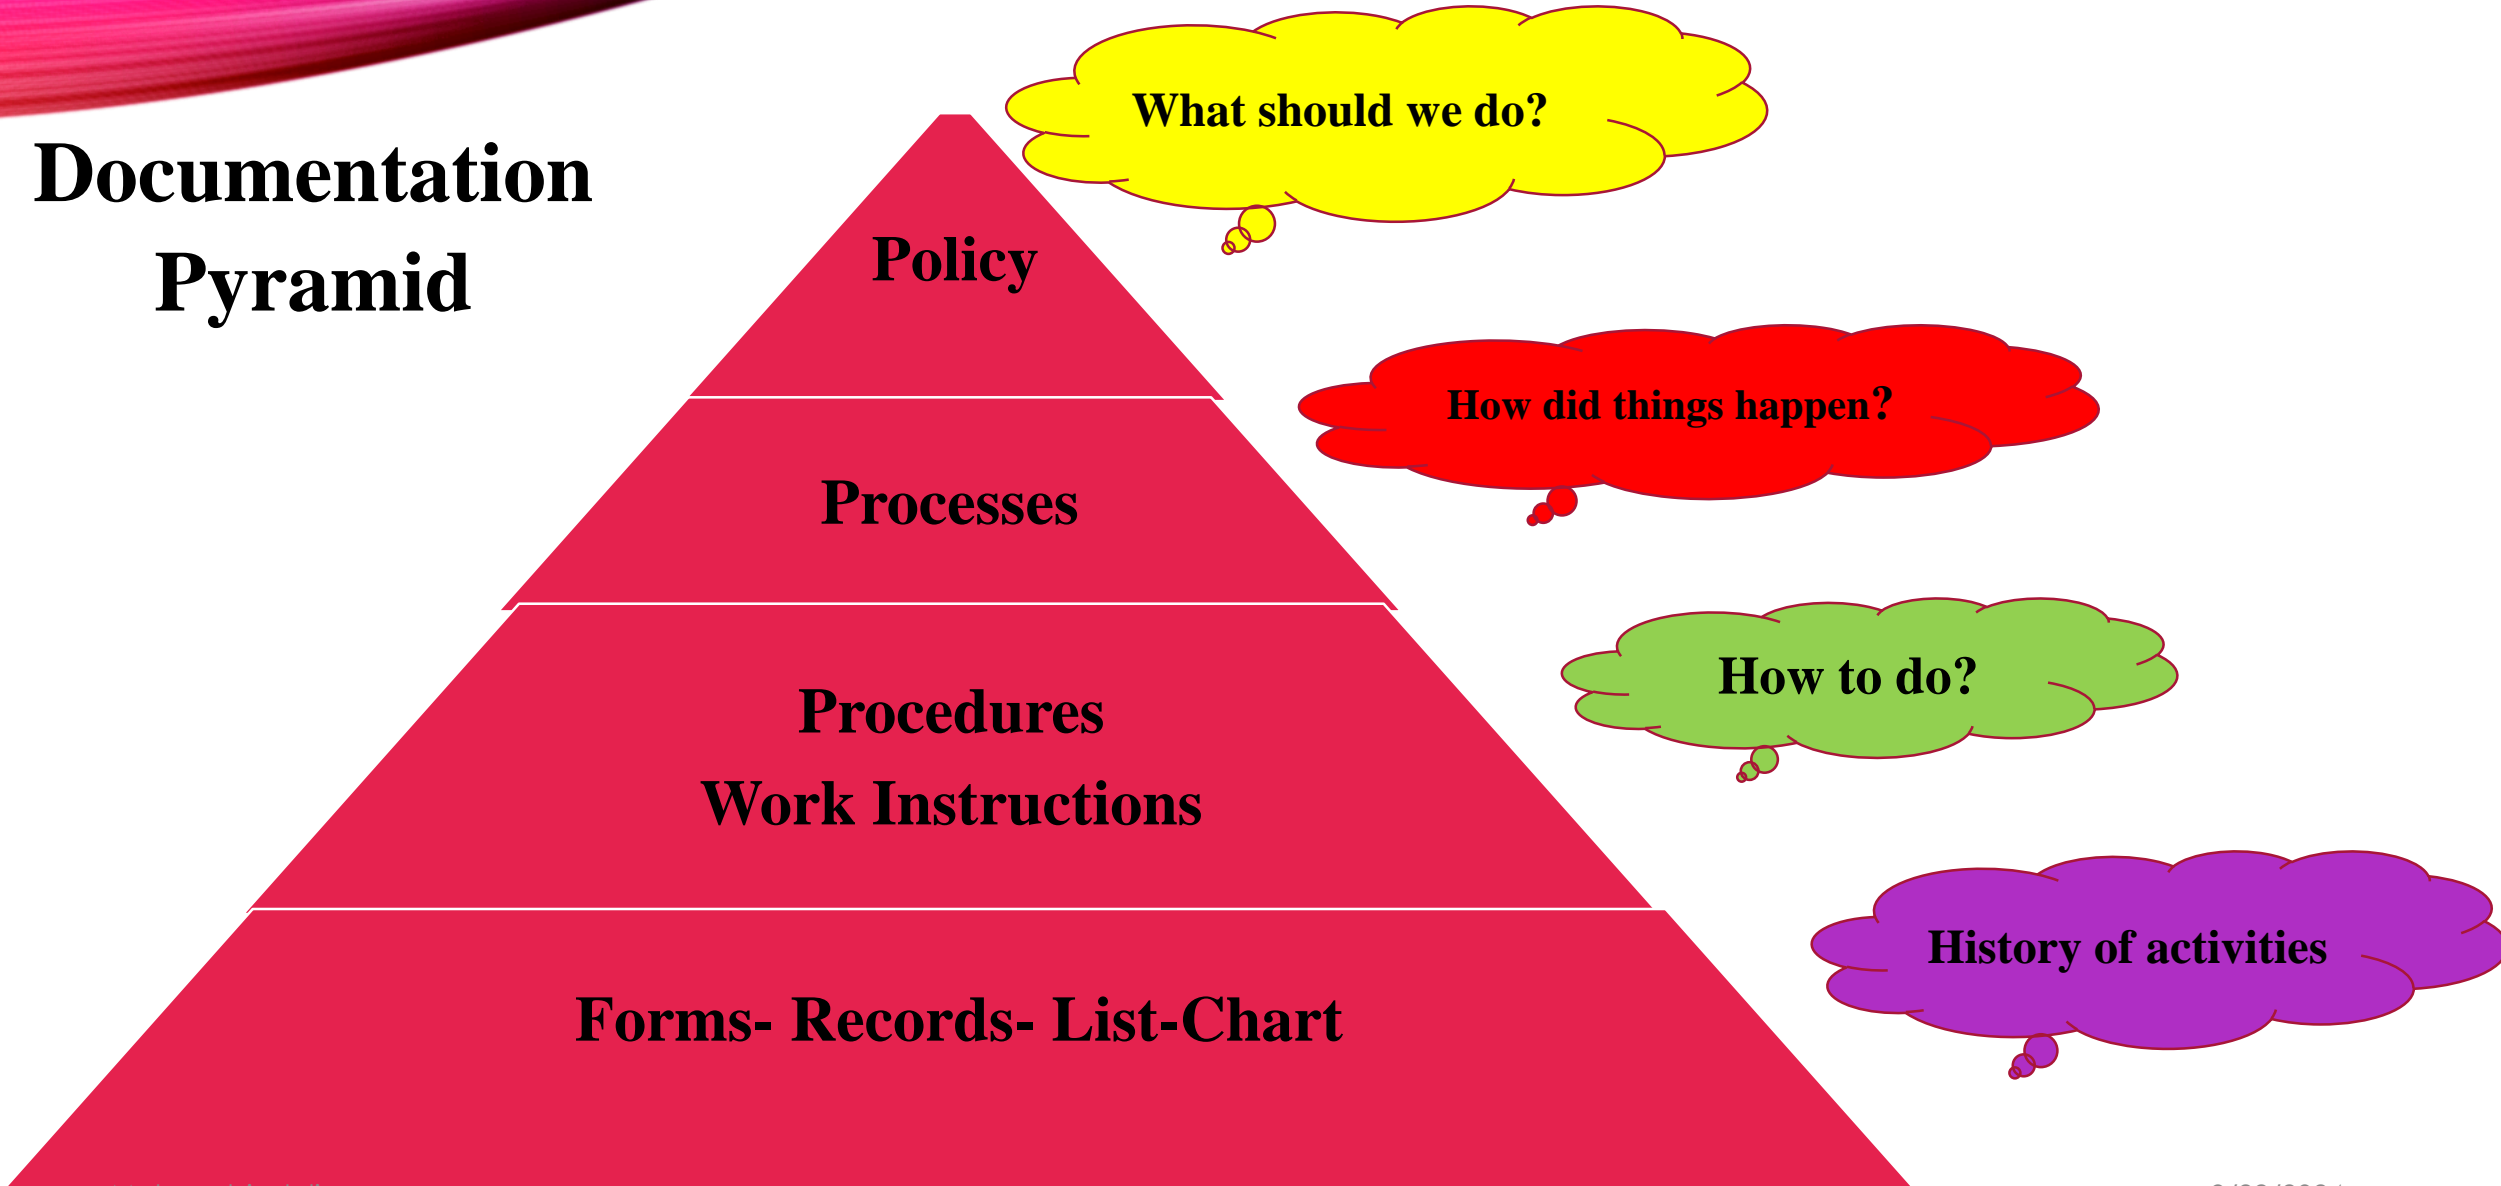 Documentation
Pyramid
What should we do?
Policy
How did things happen?
Processes
How to do?
Procedures
Work Instructions
History of activities
Forms- Records- List-Chart